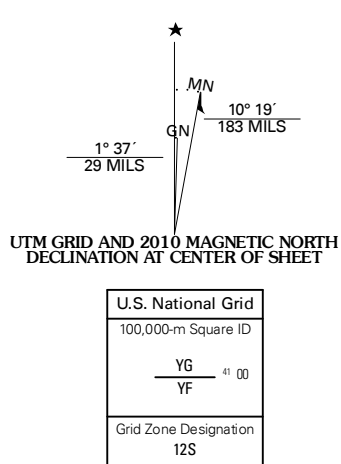 ★
MN
10° 19´
183 MILS
GN
1° 37´
29 MILS
UTM GRID AND 2010 MAGNETIC NORTH
DECLINATION AT CENTER OF SHEET
U.S. National Grid
100,000-m Square ID
YG
41 00
YF
Grid Zone Designation
12S